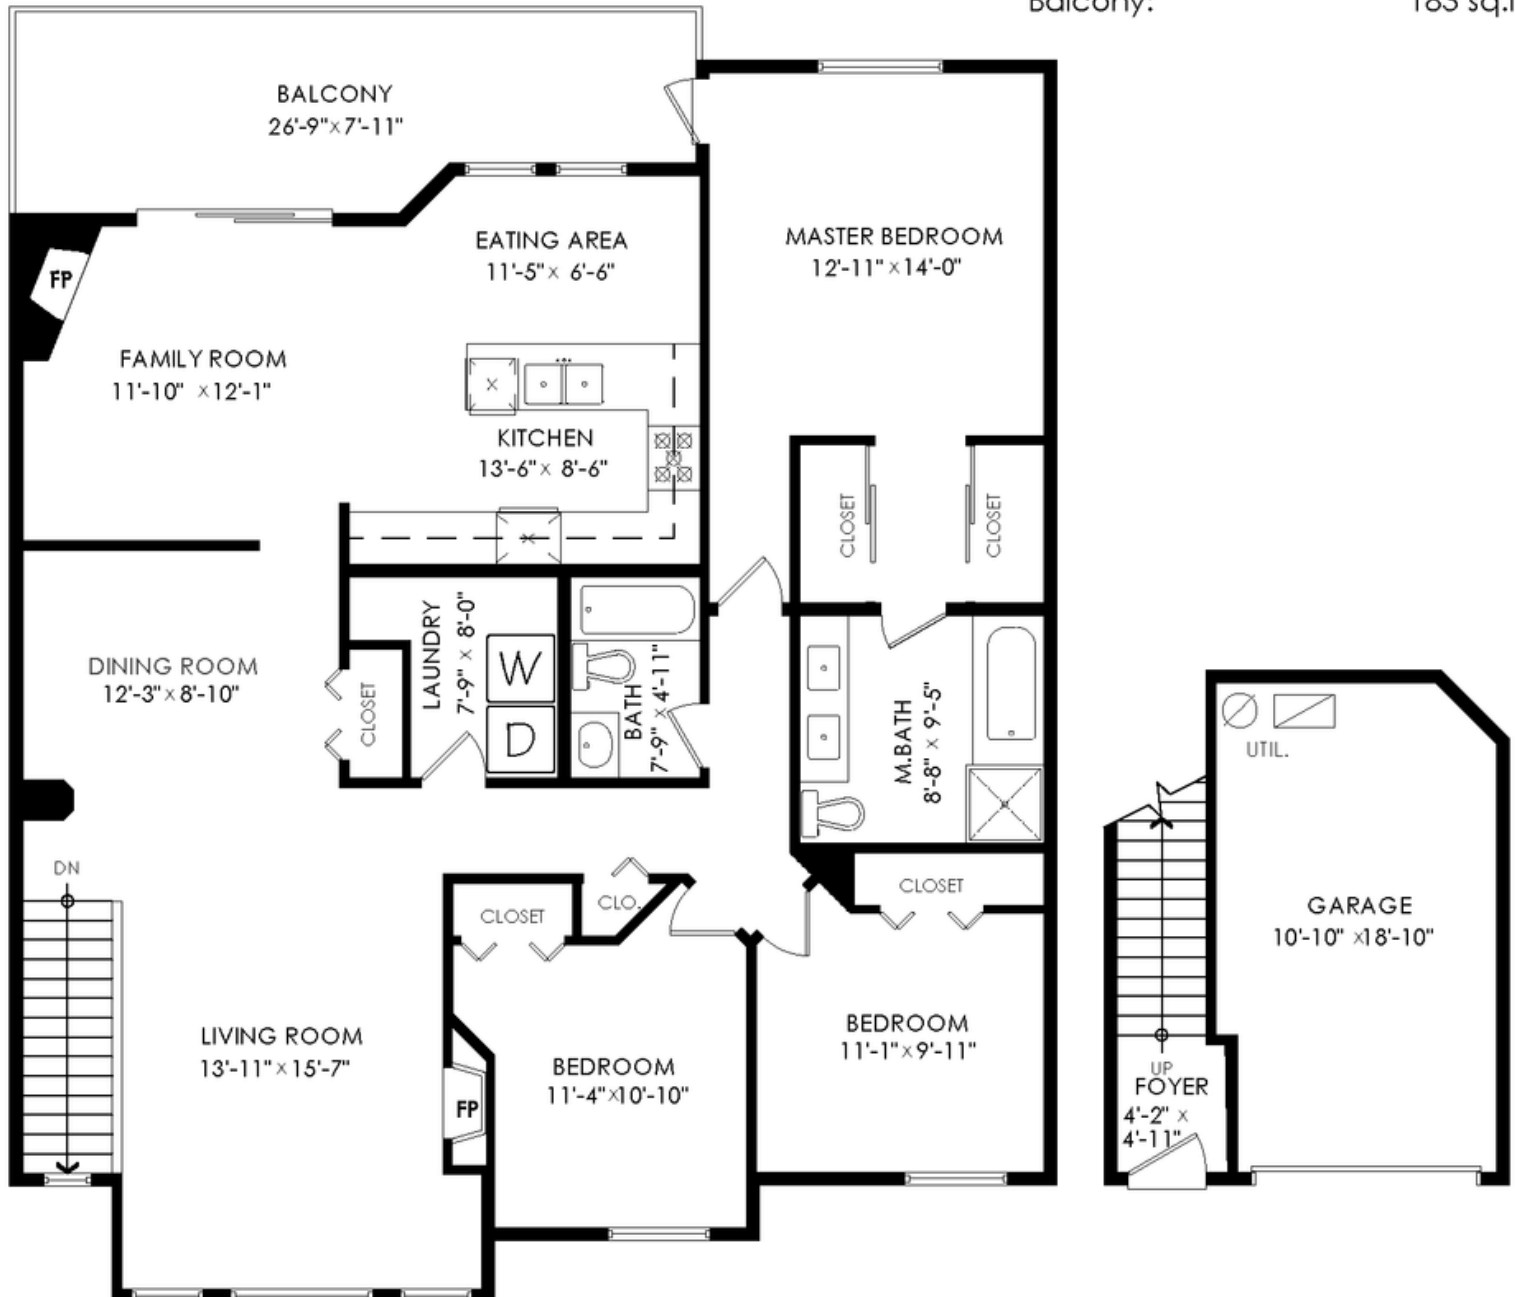 Balcony:
BALCONY
26'-9"x7'-11"
EATING AREA
11'-5"x 6'-6"
MASTER BEDROOM
12'-11"x14'-0"
FP
FAMILY ROOM
11'-10" x12'-1"
KITCHEN
13'-6"x 8'-6"
CLOSET
CLOSET
DINING ROOM
12'-3"x8'-10"
CLOSET
LAUNDRY
7'-9" x 8'-0"
W
D
BATH
7'-9" x 4'-11"
M.BATH
8'-8" x 9'-5"
UTIL.
DN
CLOSET
CLO.
CLOSET
GARAGE
10'-10" x18'-10"
LIVING ROOM
13'-11"x15'-7"
FP
BEDROOM
11'-4"x10'-10"
BEDROOM
11'-1"x9'-11"
UP
FOYER
4'-2" x
4'-11"